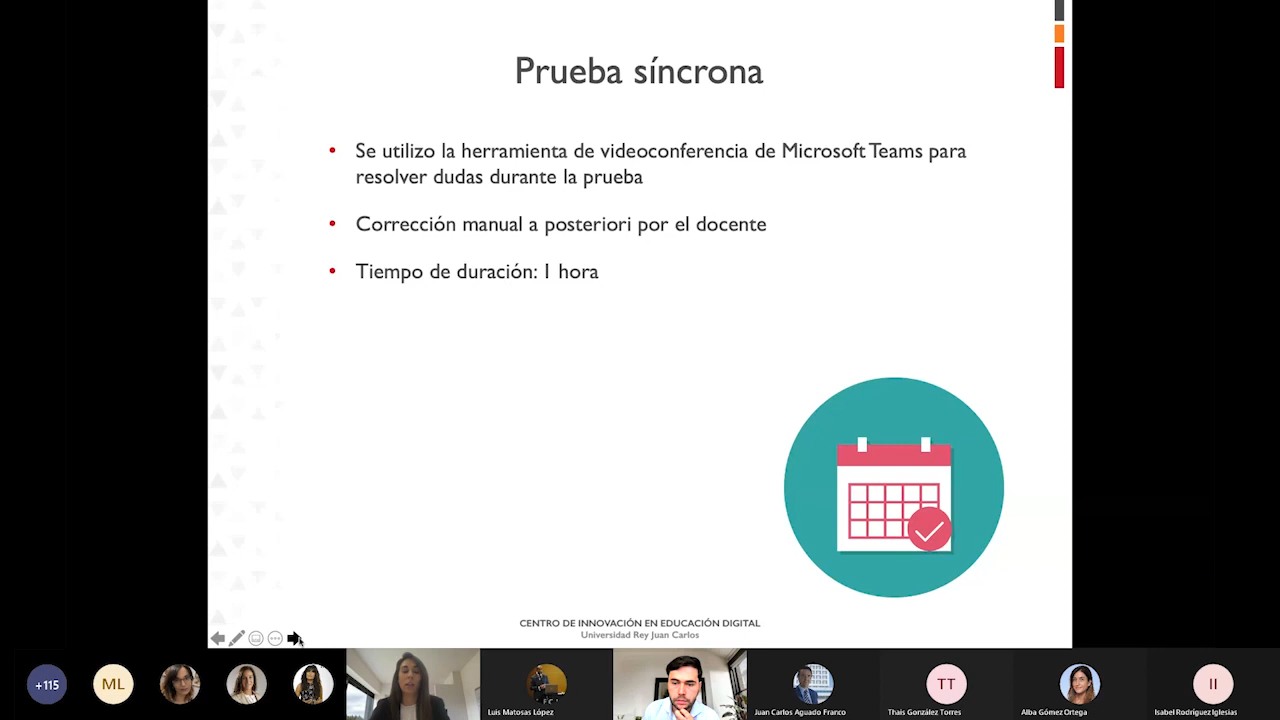 Prueba síncrona
• Se utilizo la herramienta de videoconferencia de Microsoft Teams para
resolver dudas durante la prueba
• Corrección manual a posteriori por el docente
• Tiempo de duración: 1 hora
CENTRO DE INNOVACIÓN EN EDUCACIÓN DIGITAL
Universidad Rey Juan Carlos
+115
ML
TT
II
Luis Matosas López
Juan Carlos Aguado Franco
Thais González Torres
Alba Gómez Ortega
Isabel Rodríguez Iglesias